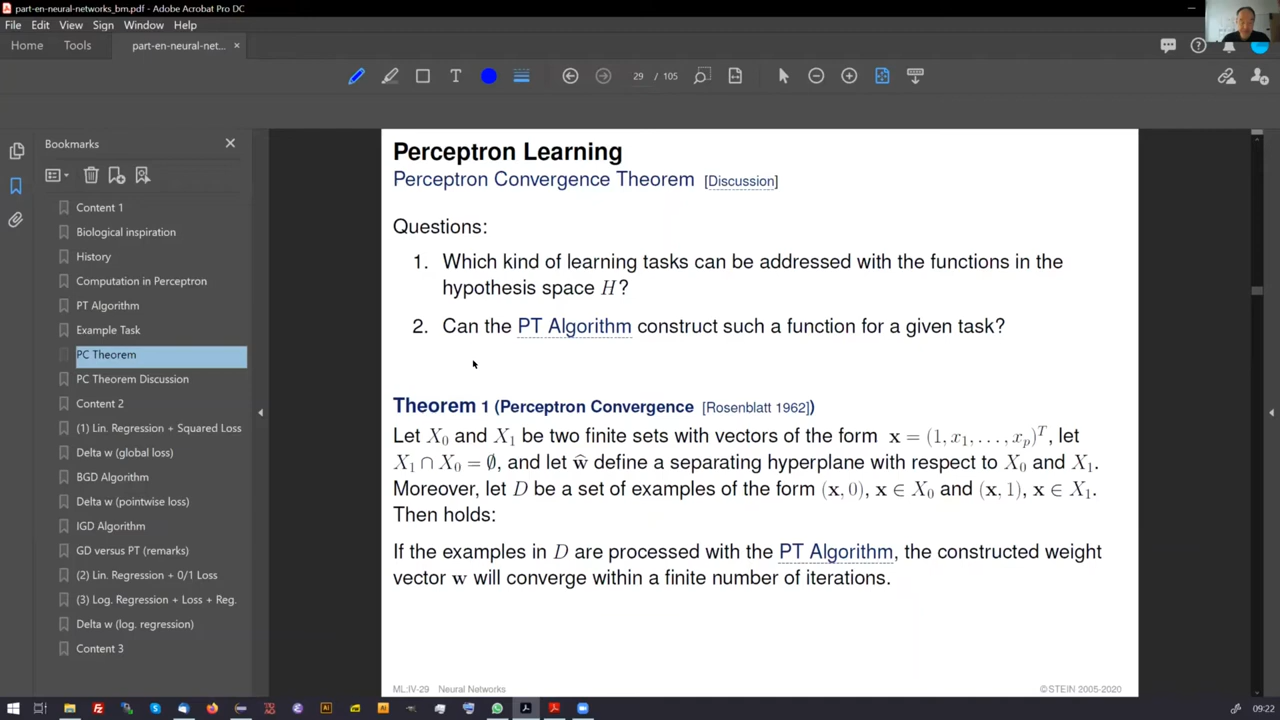 part-en-neural-networks_brn.pdf - Adobe Acrobat Pro DC
File Edit View Sign Window Help
Home Tools part-en-neural-net... ×
29 / 105
Bookmarks
Content 1
Biological inspiration
History
Computation in Perceptron
PT Algorithm
Example Task
PC Theorem
PC Theorem Discussion
Content 2
(1) Lin. Regression + Squared Loss
Delta w (global loss)
BGD Algorithm
Delta w (pointwise loss)
IGD Algorithm
GD versus PT (remarks)
(2) Lin. Regression + 0/1 Loss
(3) Log. Regression + Loss + Reg.
Delta w (log. regression)
Content 3
Perceptron Learning
Perceptron Convergence Theorem [Discussion]
Questions:
1. Which kind of learning tasks can be addressed with the functions in the
hypothesis space H?
2. Can the PT Algorithm construct such a function for a given task?
Theorem 1 (Perceptron Convergence [Rosenblatt 1962])
Let X₀ and X₁ be two finite sets with vectors of the form x = (1, x₁, . . . , xₚ)ᵀ, let
X₁ ∩ X₀ = ∅, and let ŵ define a separating hyperplane with respect to X₀ and X₁.
Moreover, let D be a set of examples of the form (x, 0), x ∈ X₀ and (x, 1), x ∈ X₁.
Then holds:
If the examples in D are processed with the PT Algorithm, the constructed weight
vector w will converge within a finite number of iterations.
ML:IV-29 Neural Networks
©STEIN 2005-2020
09:22